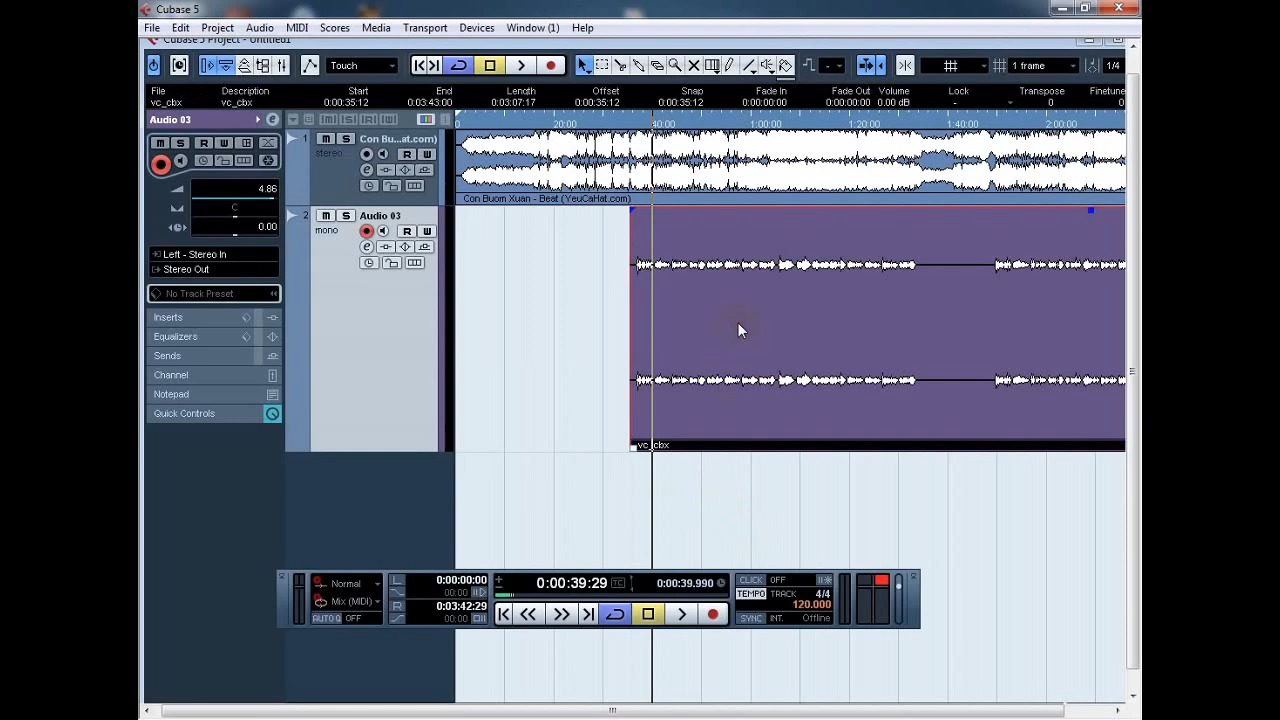 Cubase 5
File Edit Project Audio MIDI Scores Media Transport Devices Window (1) Help
Cubase 5 Project - Untitled1
Touch 1 frame 1/4
File Description Start End Length Offset Snap Fade In Fade Out Volume Lock Transpose Finetune
vc_cbx vc_cbx 0:00:35:12 0:03:43:00 0:03:07:17 0:00:35:12 0:00:35:12 0:00:00:00 0:00:00:00 0.00 dB - 0
Audio 03
20:00 40:00 1:00:00 1:20:00 2:00:00
M S R W
1 M S Con Bu...at.com)
stereo R W
4.86
C
0.00
Con Buom Xuan - Beat (YeuCaHat.com)
2 M S Audio 03
mono R W
Left - Stereo In
Stereo Out
No Track Preset
Inserts
Equalizers
Sends
Channel
Notepad
Quick Controls
vc_cbx
Normal
Mix (MIDI)
AUTO Q OFF
L 0:00:00:00
00:00
R 0:03:42:29
00:00
0:00:39:29 TC 0:00:39.990
CLICK OFF
TEMPO TRACK 4/4
120.000
SYNC INT. Offline